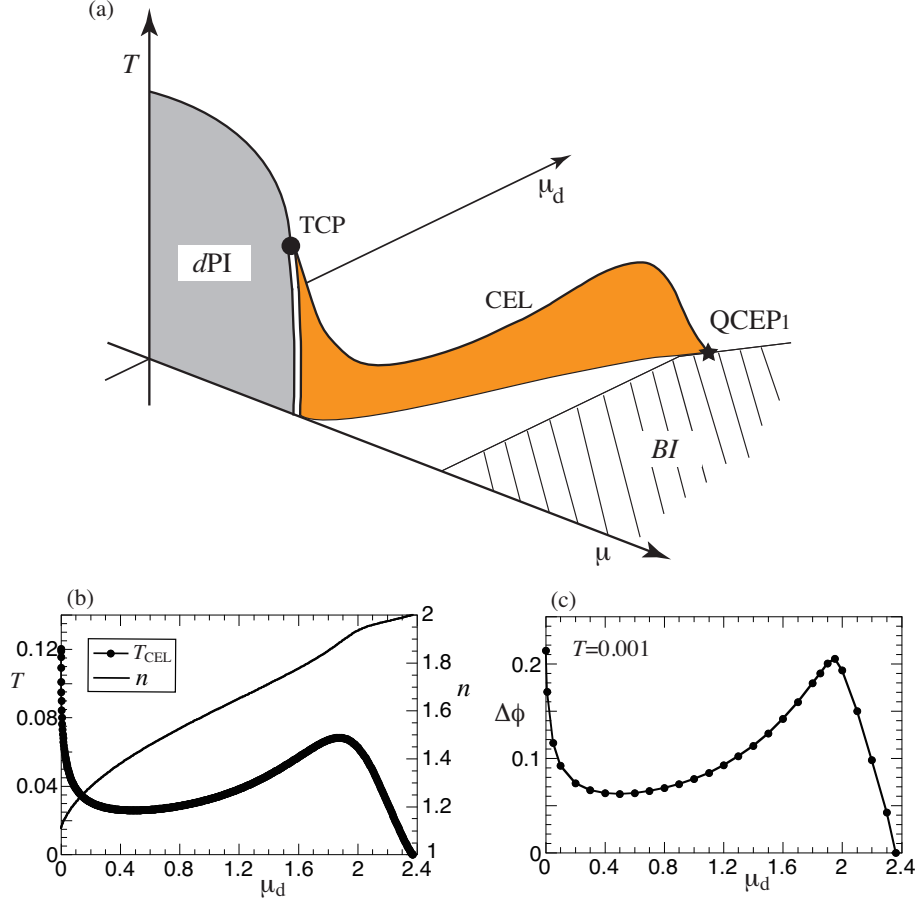 (a)
T
μd
TCP
dPI
CEL
QCEP1
BI
μ
(b)
0.12
T
0.08
0.04
0
TCEL
n
2
1.8
n
1.6
1.4
1.2
1
0 0.4 0.8 1.2 1.6 2 2.4
μd
(c)
T=0.001
0.2
Δϕ
0.1
0
0 0.4 0.8 1.2 1.6 2 2.4
μd